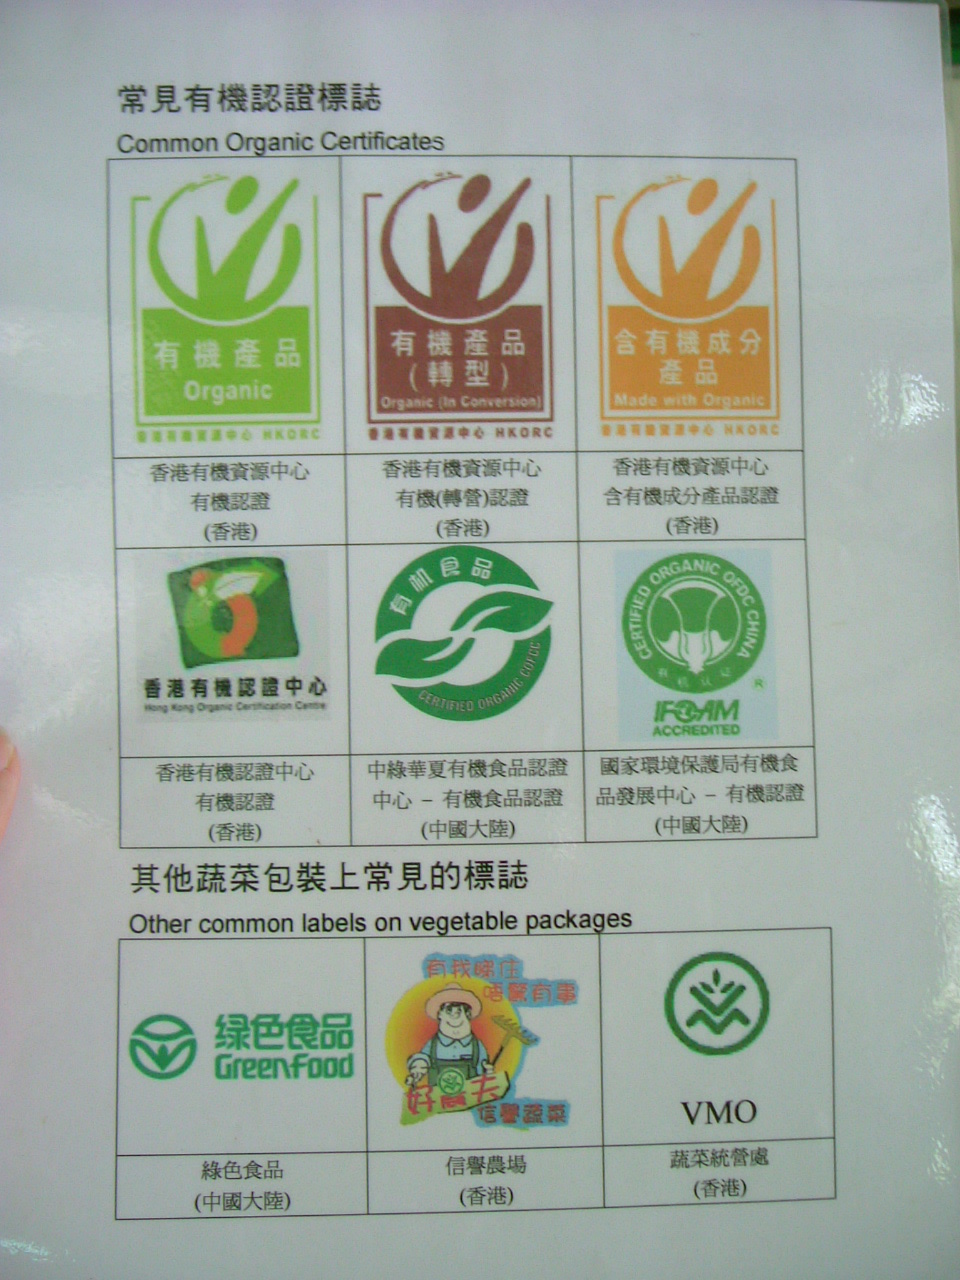 常見有機認證標誌
Common Organic Certificates
有機產品
Organic
香港有機資源中心 HKORC
有機產品
(轉型)
Organic (In Conversion)
香港有機資源中心 HKORC
含有機成分
產品
Made with Organic
香港有機資源中心 HKORC
香港有機資源中心
有機認證
(香港)
香港有機資源中心
有機(轉營)認證
(香港)
香港有機資源中心
含有機成分產品認證
(香港)
香港有機認證中心
Hong Kong Organic Certification Centre
有机食品
CERTIFIED ORGANIC COFCC
CERTIFIED ORGANIC OFDC CHINA
有机认证
®
IFOAM
ACCREDITED
香港有機認證中心
有機認證
(香港)
中綠華夏有機食品認證
中心 – 有機食品認證
(中國大陸)
國家環境保護局有機食
品發展中心 – 有機認證
(中國大陸)
其他蔬菜包裝上常見的標誌
Other common labels on vegetable packages
绿色食品
Greenfood
有我睇住
唔駛有事
好農夫
信譽蔬菜
VMO
綠色食品
(中國大陸)
信譽農場
(香港)
蔬菜統營處
(香港)